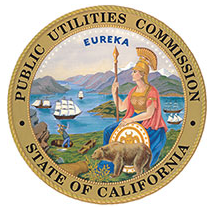 PUBLIC UTILITIES COMMISSION
EUREKA
STATE OF CALIFORNIA